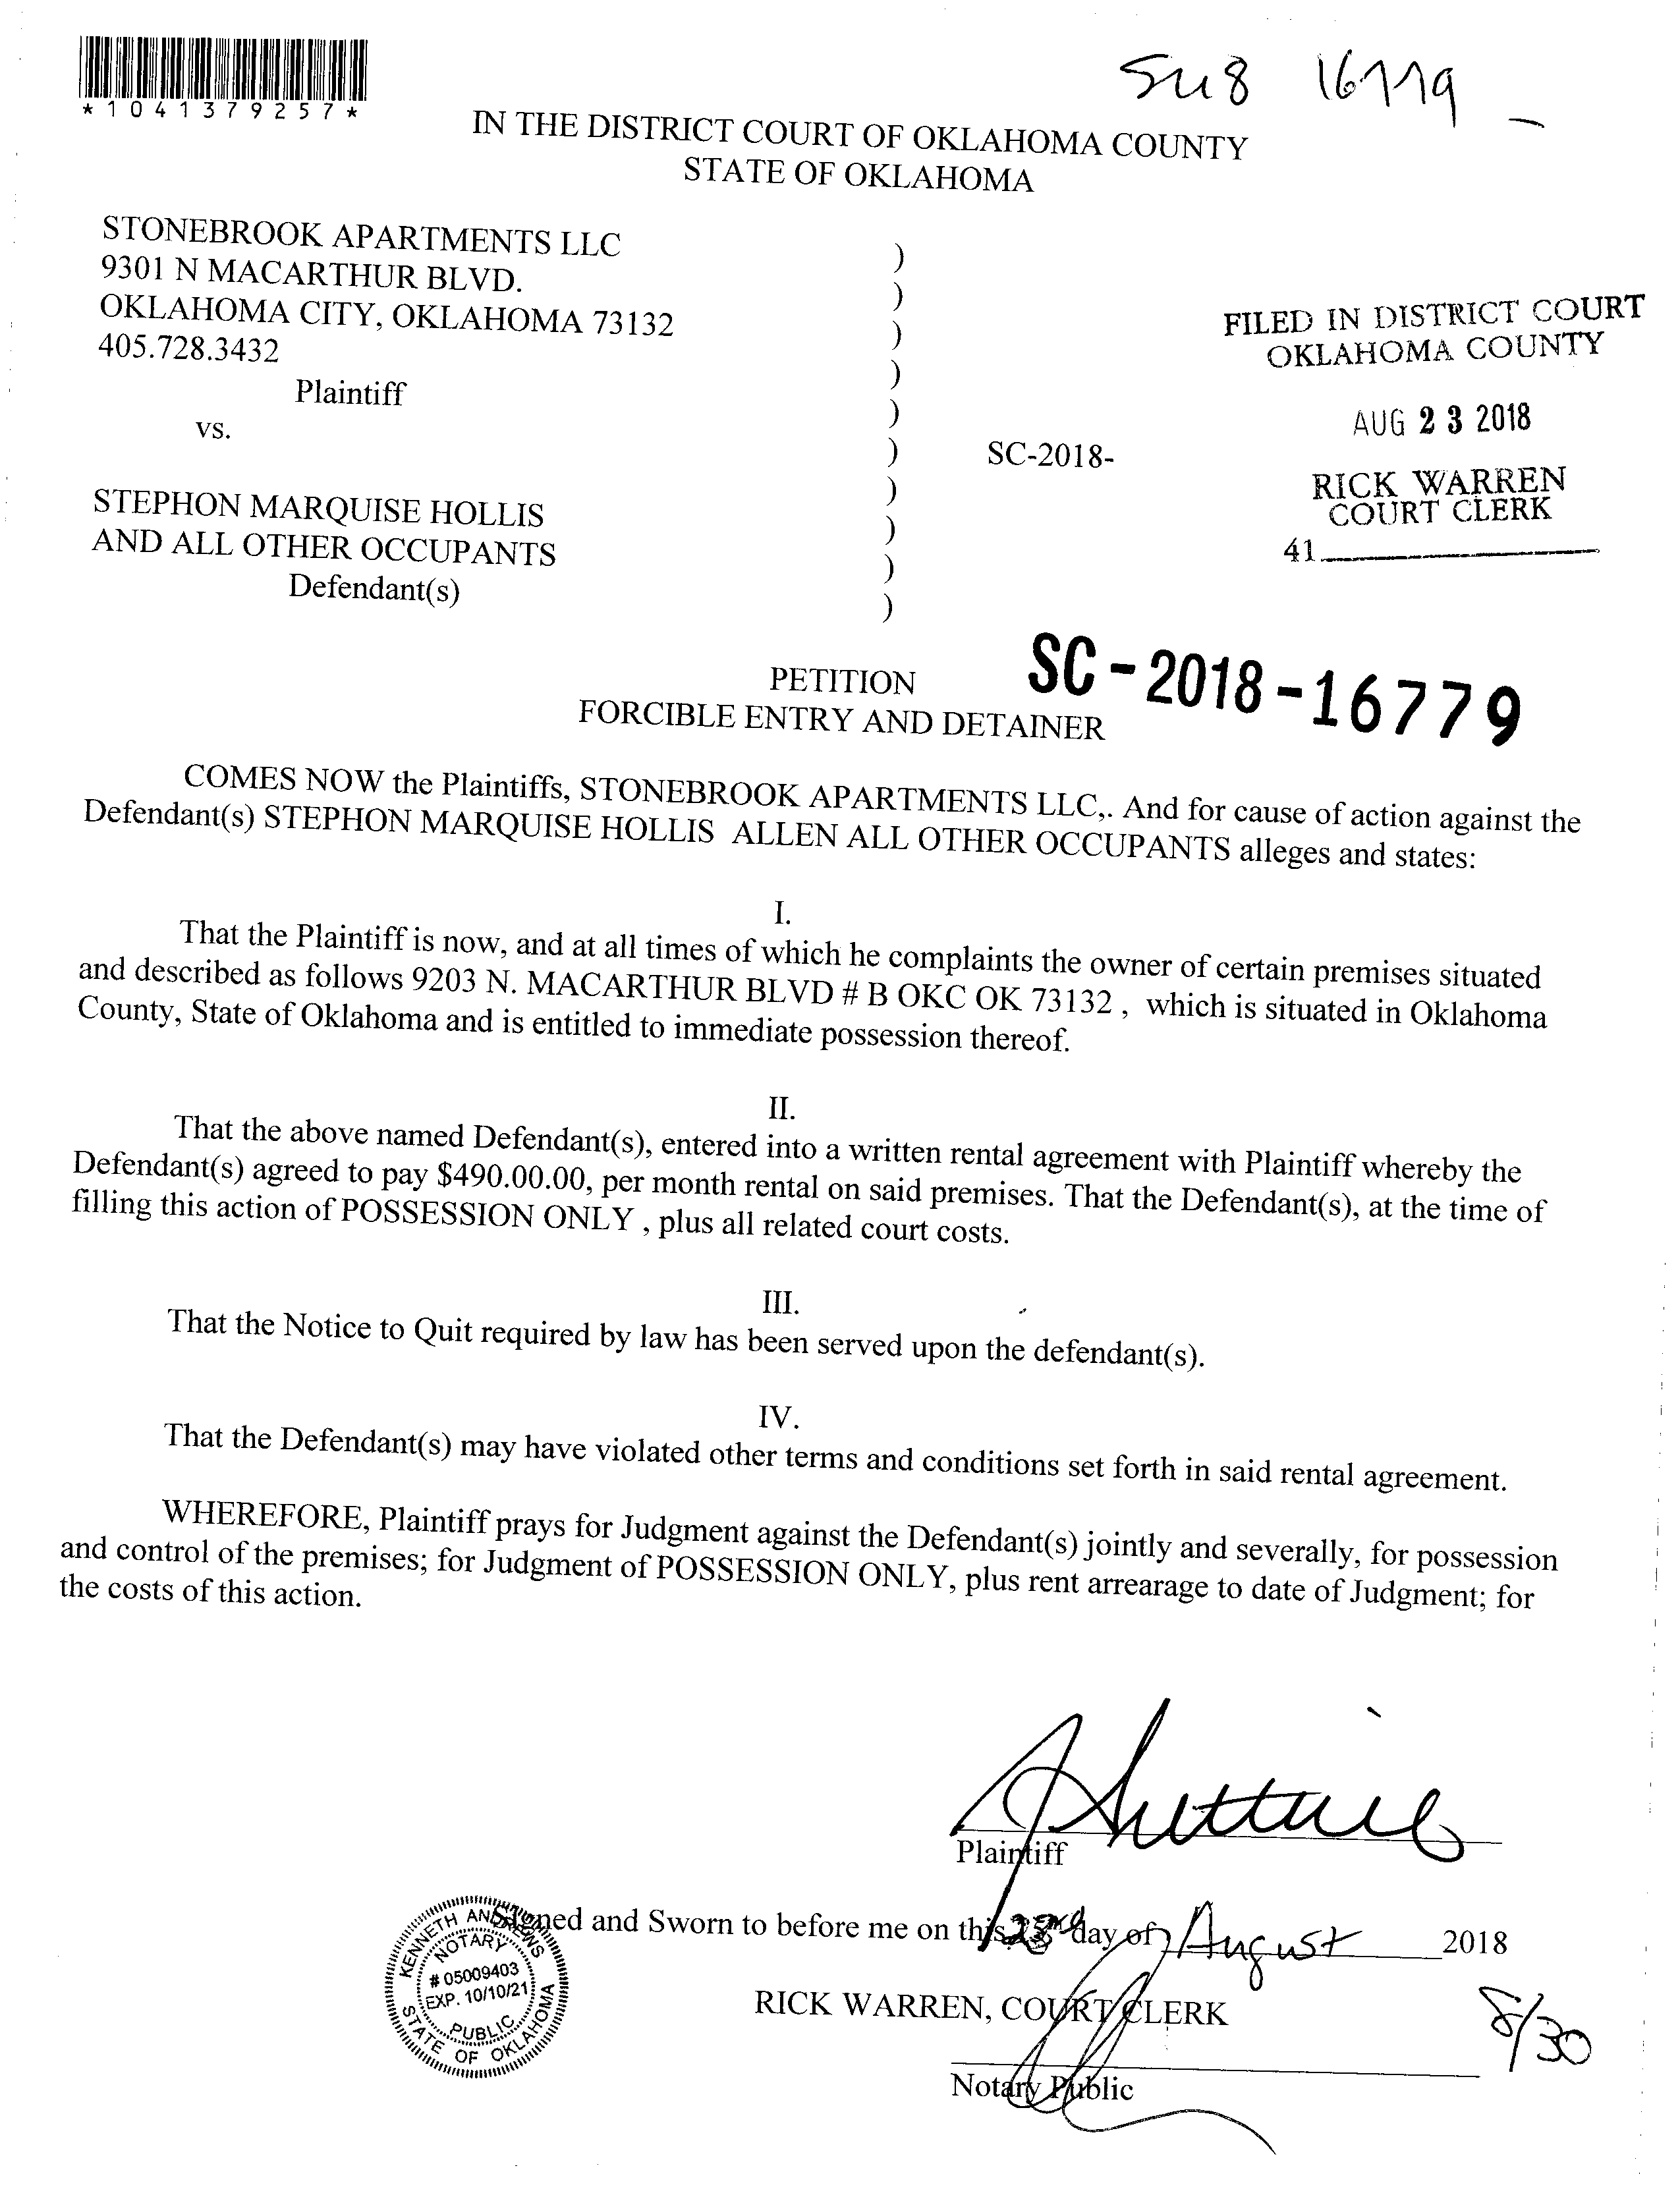 *1041379257*
16779
IN THE DISTRICT COURT OF OKLAHOMA COUNTY
STATE OF OKLAHOMA
STONEBROOK APARTMENTS LLC
9301 N MACARTHUR BLVD.
OKLAHOMA CITY, OKLAHOMA 73132
405.728.3432
Plaintiff
vs.
STEPHON MARQUISE HOLLIS
AND ALL OTHER OCCUPANTS
Defendant(s)
)
)
)
)
)
)
)
)
)
)
SC-2018-
FILED IN DISTRICT COURT
OKLAHOMA COUNTY
AUG 23 2018
RICK WARREN
COURT CLERK
41
SC-2018-16779
PETITION
FORCIBLE ENTRY AND DETAINER
COMES NOW the Plaintiffs, STONEBROOK APARTMENTS LLC,. And for cause of action against the
Defendant(s) STEPHON MARQUISE HOLLIS ALLEN ALL OTHER OCCUPANTS alleges and states:
I.
That the Plaintiff is now, and at all times of which he complaints the owner of certain premises situated
and described as follows 9203 N. MACARTHUR BLVD # B OKC OK 73132 , which is situated in Oklahoma
County, State of Oklahoma and is entitled to immediate possession thereof.
II.
That the above named Defendant(s), entered into a written rental agreement with Plaintiff whereby the
Defendant(s) agreed to pay $490.00.00, per month rental on said premises. That the Defendant(s), at the time of
filling this action of POSSESSION ONLY , plus all related court costs.
III.
That the Notice to Quit required by law has been served upon the defendant(s).
IV.
That the Defendant(s) may have violated other terms and conditions set forth in said rental agreement.
WHEREFORE, Plaintiff prays for Judgment against the Defendant(s) jointly and severally, for possession
and control of the premises; for Judgment of POSSESSION ONLY, plus rent arrearage to date of Judgment; for
the costs of this action.
Plaintiff
Signed and Sworn to before me on this 23rd day of August 2018
RICK WARREN, COURT CLERK
Notary Public
8/30
KENNETH ANDREWS
NOTARY
# 05009403
EXP. 10/10/21
PUBLIC
STATE OF OKLAHOMA